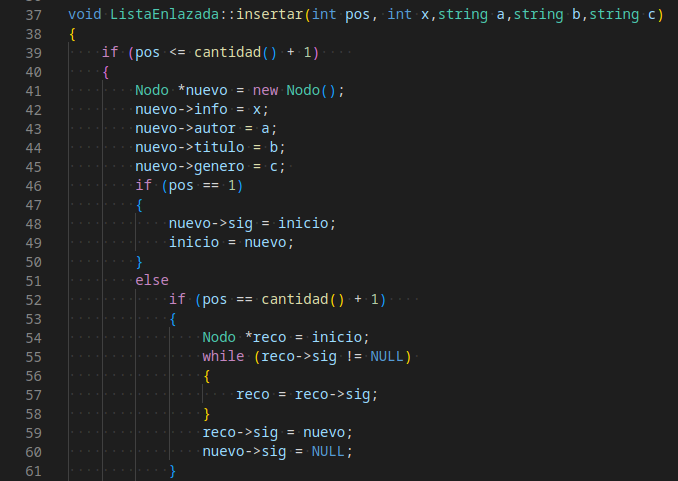 37 void ListaEnlazada::insertar(int pos, int x,string a,string b,string c)
38 {
39     if (pos <= cantidad() + 1)
40     {
41         Nodo *nuevo = new Nodo();
42         nuevo->info = x;
43         nuevo->autor = a;
44         nuevo->titulo = b;
45         nuevo->genero = c;
46         if (pos == 1)
47         {
48             nuevo->sig = inicio;
49             inicio = nuevo;
50         }
51         else
52             if (pos == cantidad() + 1)
53             {
54                 Nodo *reco = inicio;
55                 while (reco->sig != NULL)
56                 {
57                     reco = reco->sig;
58                 }
59                 reco->sig = nuevo;
60                 nuevo->sig = NULL;
61             }